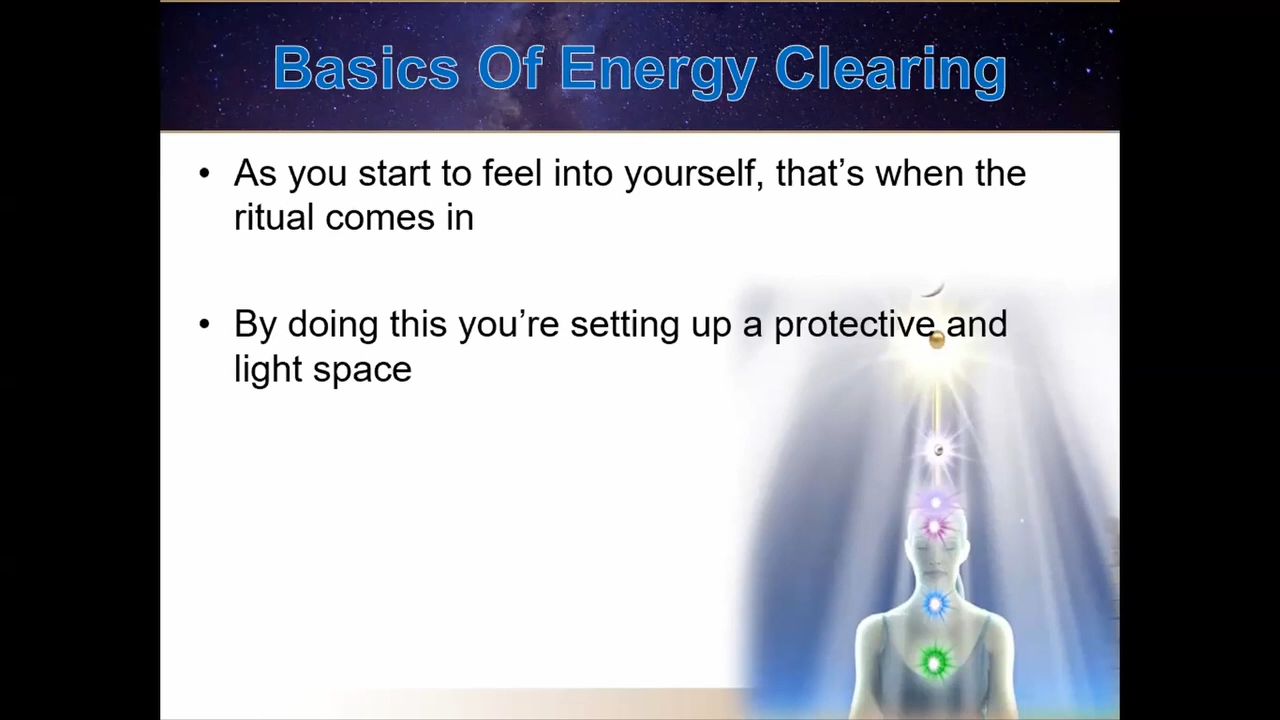 Basics Of Energy Clearing
• As you start to feel into yourself, that’s when the
ritual comes in
• By doing this you’re setting up a protective and
light space